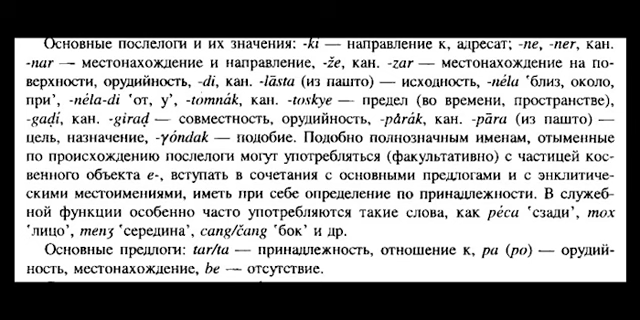 Основные послелоги и их значения: -ki — направление к, адресат; -ne, -ner, кан.
-nar — местонахождение и направление, -že, кан. -ẓar — местонахождение на по-
верхности, орудийность, -di, кан. -lāsta (из пашто) — исходность, -néla ‘близ, около,
при’, -néla-di ‘от, у’, -tomnák, кан. -toskye — предел (во времени, пространстве),
-gaḍí, кан. -giraḍ — совместность, орудийность, -pårák, кан. -pāra (из пашто) —
цель, назначение, -γóndak — подобие. Подобно полнозначным именам, отыменные
по происхождению послелоги могут употребляться (факультативно) с частицей кос-
венного объекта e-, вступать в сочетания с основными предлогами и с энклитиче-
скими местоимениями, иметь при себе определение по принадлежности. В служеб-
ной функции особенно часто употребляются такие слова, как péca ‘сзади’, mox
‘лицо’, menʒ ‘середина’, cang/čang ‘бок’ и др.
Основные предлоги: tar/ta — принадлежность, отношение к, pa (po) — орудий-
ность, местонахождение, be — отсутствие.